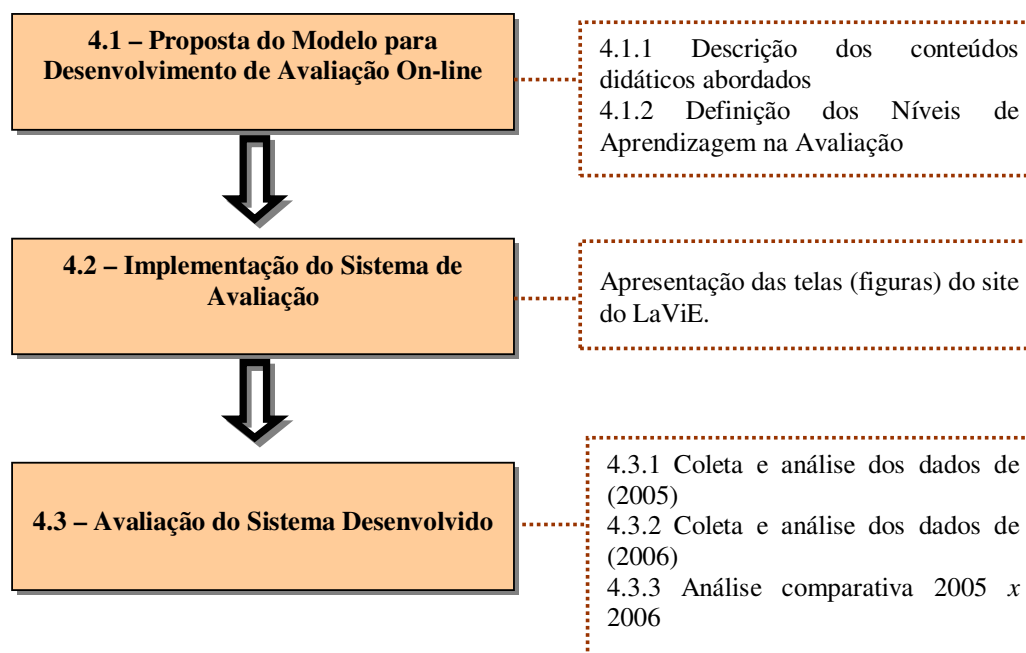 4.1 – Proposta do Modelo para
Desenvolvimento de Avaliação On-line
4.1.1 Descrição dos conteúdos
didáticos abordados
4.1.2 Definição dos Níveis de
Aprendizagem na Avaliação
4.2 – Implementação do Sistema de
Avaliação
Apresentação das telas (figuras) do site
do LaViE.
4.3 – Avaliação do Sistema Desenvolvido
4.3.1 Coleta e análise dos dados de
(2005)
4.3.2 Coleta e análise dos dados de
(2006)
4.3.3 Análise comparativa 2005 x
2006